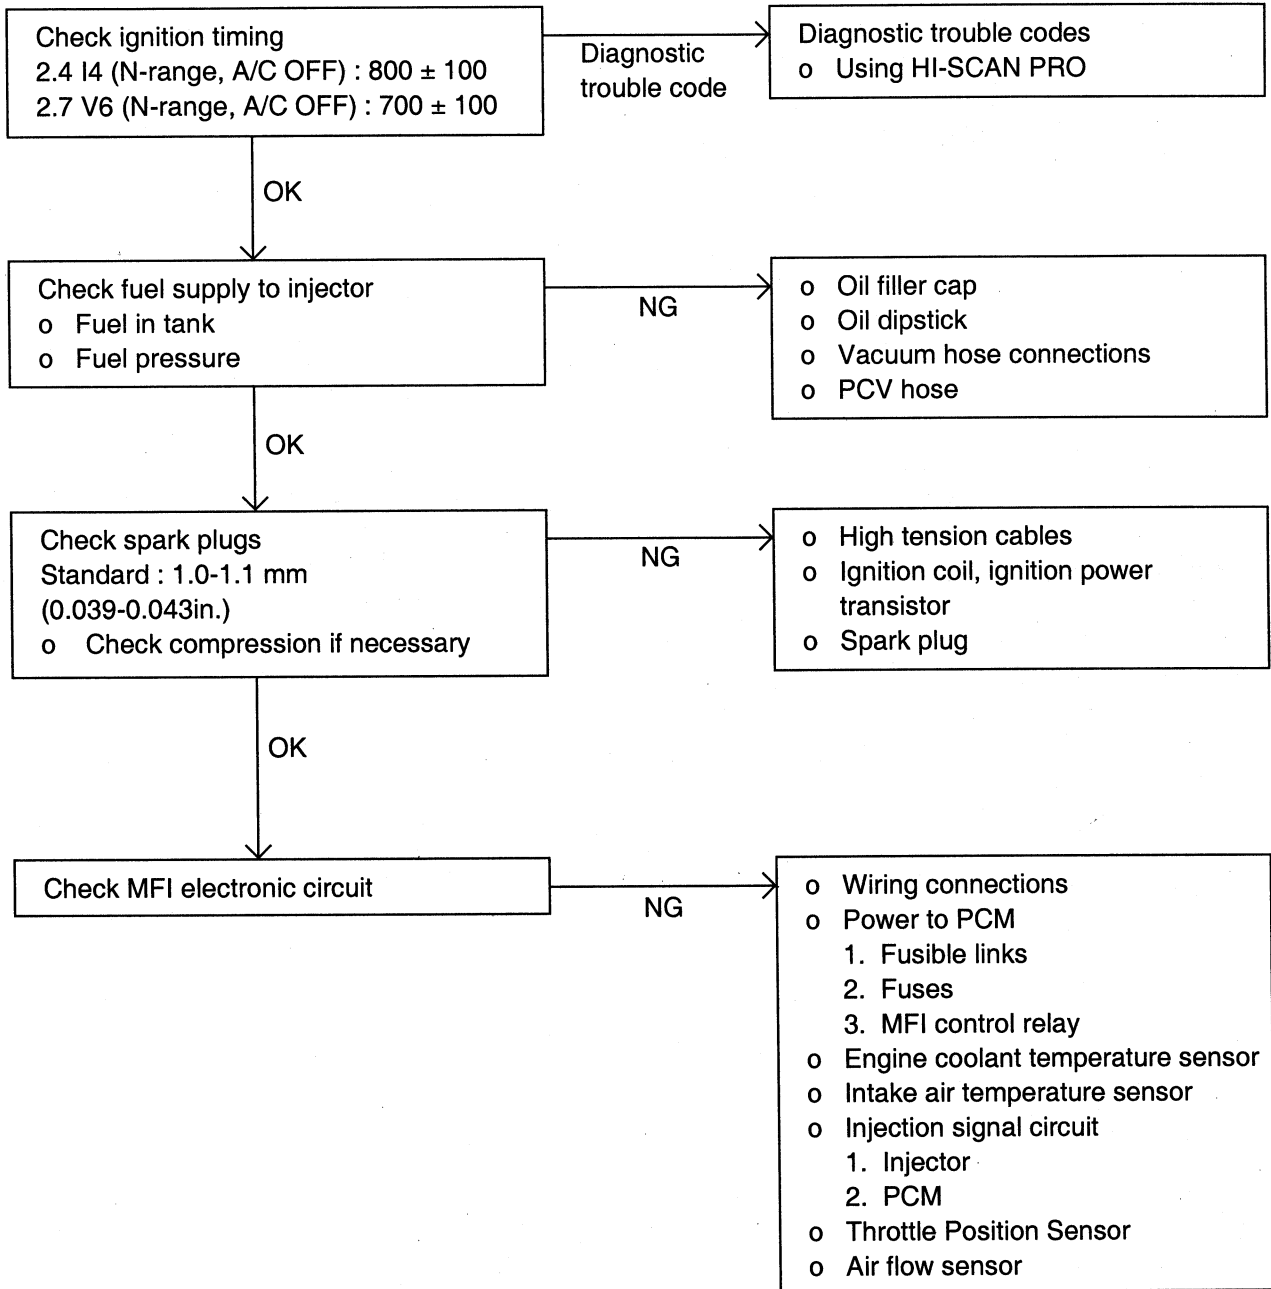 Check ignition timing
2.4 I4 (N-range, A/C OFF) : 800 ± 100
2.7 V6 (N-range, A/C OFF) : 700 ± 100
Diagnostic
trouble code
Diagnostic trouble codes
o Using HI-SCAN PRO
OK
Check fuel supply to injector
o Fuel in tank
o Fuel pressure
NG
o Oil filler cap
o Oil dipstick
o Vacuum hose connections
o PCV hose
OK
Check spark plugs
Standard : 1.0-1.1 mm
(0.039-0.043in.)
o Check compression if necessary
NG
o High tension cables
o Ignition coil, ignition power
transistor
o Spark plug
OK
Check MFI electronic circuit
NG
o Wiring connections
o Power to PCM
1. Fusible links
2. Fuses
3. MFI control relay
o Engine coolant temperature sensor
o Intake air temperature sensor
o Injection signal circuit
1. Injector
2. PCM
o Throttle Position Sensor
o Air flow sensor